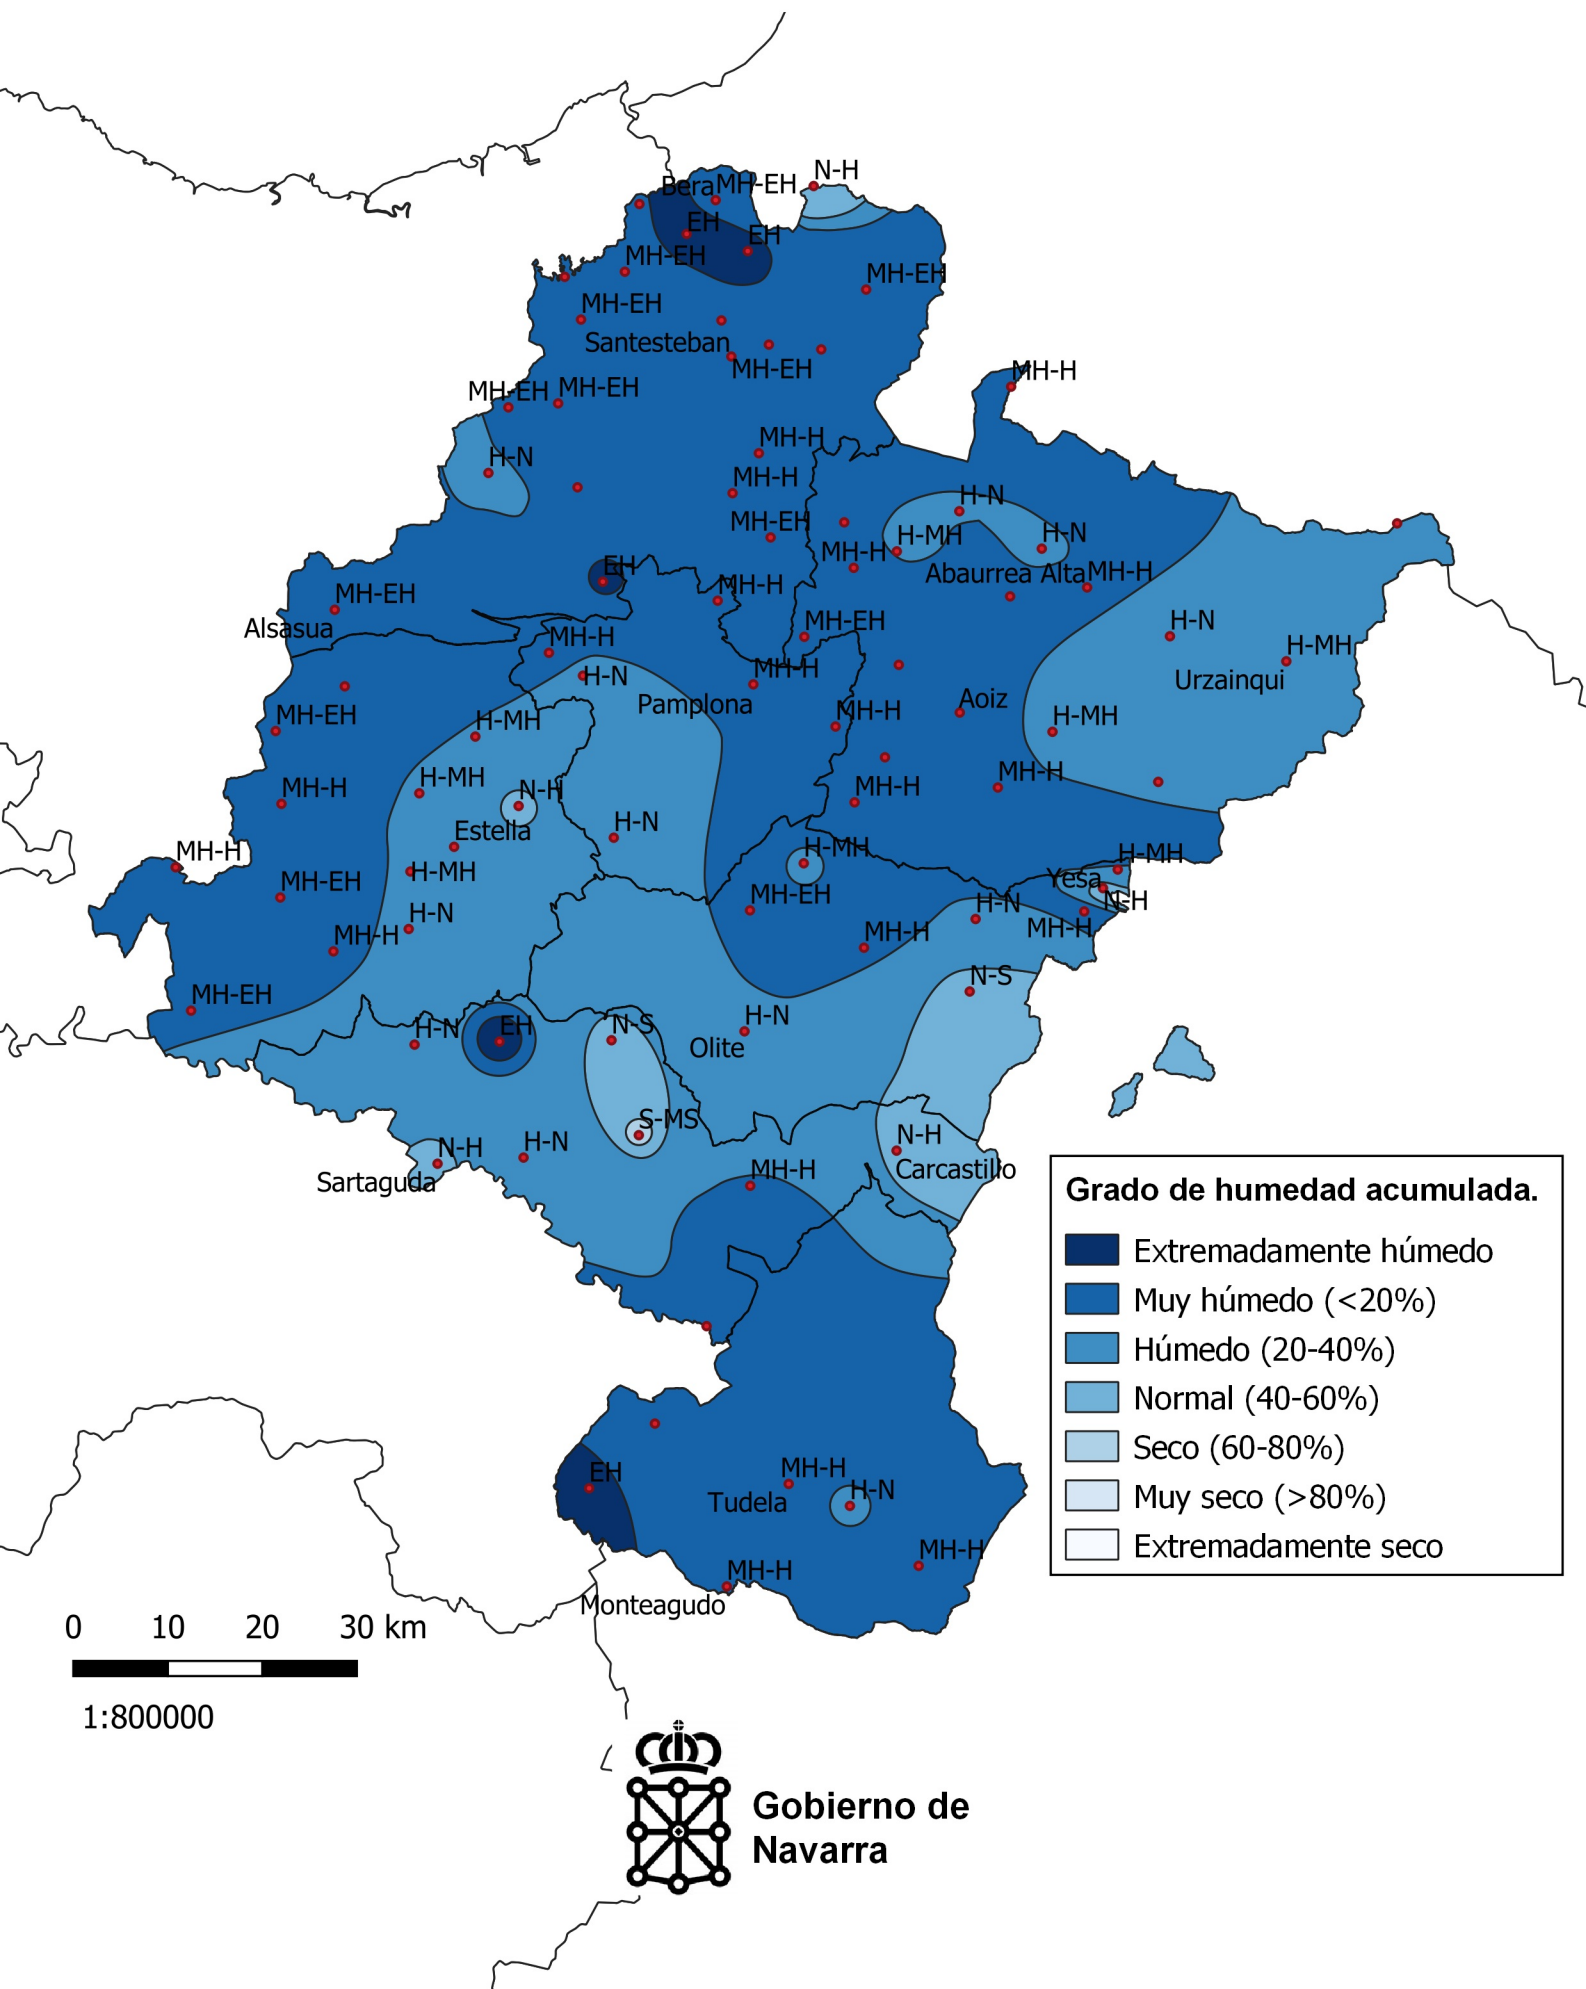 N-H
Bera
MH-EH
EH
EH
MH-EH
MH-EH
MH-EH
Santesteban
MH-EH
MH-H
MH-EH
MH-EH
MH-H
H-N
MH-H
H-N
MH-EH
H-MH
H-N
MH-H
EH
Abaurrea Alta
MH-H
MH-H
MH-EH
Alsasua
MH-EH
H-N
MH-H
H-MH
MH-H
H-N
Urzainqui
Pamplona
Aoiz
MH-EH
H-MH
MH-H
H-MH
H-MH
MH-H
MH-H
N-H
MH-H
H-N
Estella
MH-H
H-MH
H-MH
H-MH
Yesa
MH-EH
MH-EH
N-H
H-N
H-N
MH-H
MH-H
MH-H
N-S
MH-EH
H-N
EH
N-S
H-N
Olite
S-MS
N-H
N-H
H-N
Carcastillo
MH-H
Sartaguda
Grado de humedad acumulada.
Extremadamente húmedo
Muy húmedo (<20%)
Húmedo (20-40%)
Normal (40-60%)
Seco (60-80%)
Muy seco (>80%)
Extremadamente seco
EH
MH-H
H-N
Tudela
MH-H
MH-H
Monteagudo
0 10 20 30 km
1:800000
Gobierno de
Navarra